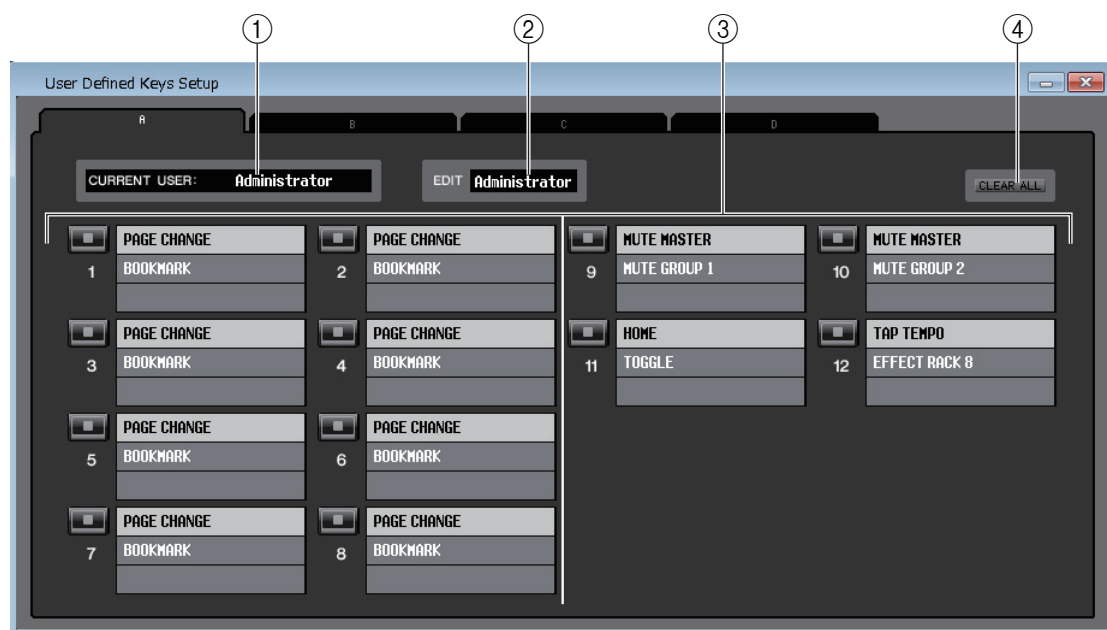 ① ② ③ ④
User Defined Keys Setup
A B C D
CURRENT USER: Administrator EDIT Administrator CLEAR ALL
PAGE CHANGE PAGE CHANGE MUTE MASTER MUTE MASTER
1 BOOKMARK 2 BOOKMARK 9 MUTE GROUP 1 10 MUTE GROUP 2
PAGE CHANGE PAGE CHANGE HOME TAP TEMPO
3 BOOKMARK 4 BOOKMARK 11 TOGGLE 12 EFFECT RACK 8
PAGE CHANGE PAGE CHANGE
5 BOOKMARK 6 BOOKMARK
PAGE CHANGE PAGE CHANGE
7 BOOKMARK 8 BOOKMARK